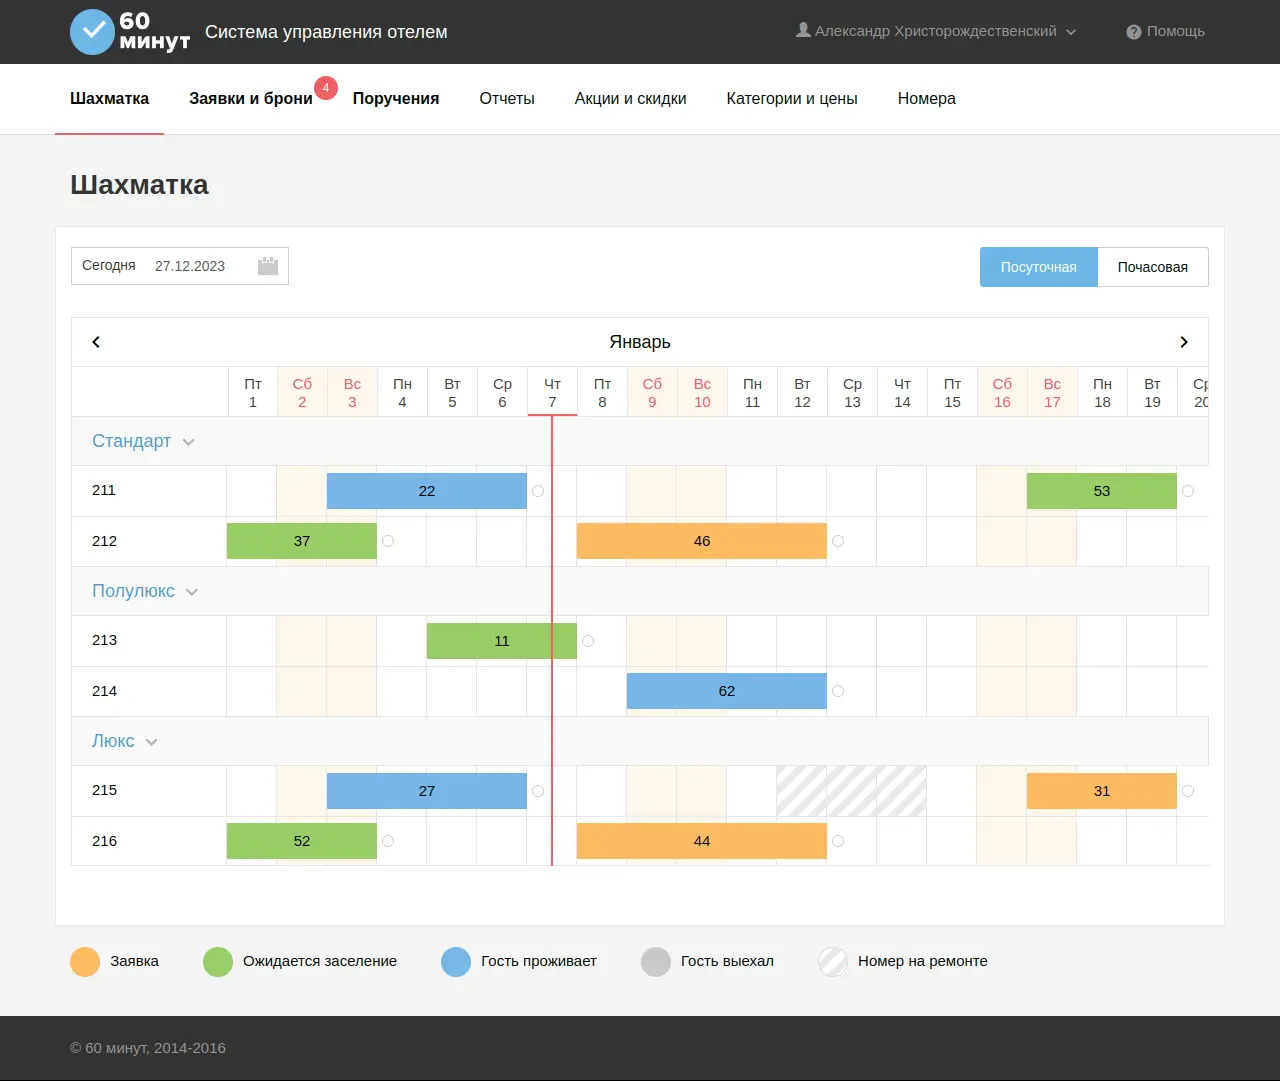 60 минут
Система управления отелем
Александр Христорождественский
Помощь
Шахматка
Заявки и брони
4
Поручения
Отчеты
Акции и скидки
Категории и цены
Номера
Шахматка
Сегодня 27.12.2023
Посуточная
Почасовая
Январь
Пт Сб Вс Пн Вт Ср Чт Пт Сб Вс Пн Вт Ср Чт Пт Сб Вс Пн Вт Ср
1 2 3 4 5 6 7 8 9 10 11 12 13 14 15 16 17 18 19 20
Стандарт
211 22 53
212 37 46
Полулюкс
213 11
214 62
Люкс
215 27 31
216 52 44
Заявка
Ожидается заселение
Гость проживает
Гость выехал
Номер на ремонте
© 60 минут, 2014-2016